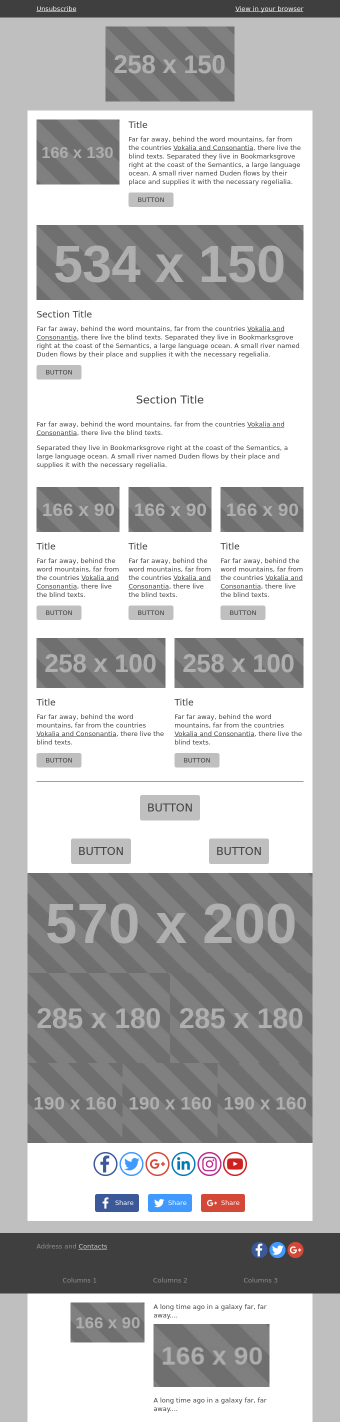 Unsubscribe
View in your browser
258 x 150
166 x 130
Title
Far far away, behind the word mountains, far from
the countries Vokalia and Consonantia, there live the
blind texts. Separated they live in Bookmarksgrove
right at the coast of the Semantics, a large language
ocean. A small river named Duden flows by their
place and supplies it with the necessary regelialia.
BUTTON
534 x 150
Section Title
Far far away, behind the word mountains, far from the countries Vokalia and
Consonantia, there live the blind texts. Separated they live in Bookmarksgrove
right at the coast of the Semantics, a large language ocean. A small river named
Duden flows by their place and supplies it with the necessary regelialia.
BUTTON
Section Title
Far far away, behind the word mountains, far from the countries Vokalia and
Consonantia, there live the blind texts.
Separated they live in Bookmarksgrove right at the coast of the Semantics, a
large language ocean. A small river named Duden flows by their place and
supplies it with the necessary regelialia.
166 x 90
Title
Far far away, behind the
word mountains, far from
the countries Vokalia and
Consonantia, there live
the blind texts.
BUTTON
166 x 90
Title
Far far away, behind the
word mountains, far from
the countries Vokalia and
Consonantia, there live
the blind texts.
BUTTON
166 x 90
Title
Far far away, behind the
word mountains, far from
the countries Vokalia and
Consonantia, there live
the blind texts.
BUTTON
258 x 100
Title
Far far away, behind the word
mountains, far from the countries
Vokalia and Consonantia, there live the
blind texts.
BUTTON
258 x 100
Title
Far far away, behind the word
mountains, far from the countries
Vokalia and Consonantia, there live the
blind texts.
BUTTON
BUTTON
BUTTON
BUTTON
570 x 200
285 x 180
285 x 180
190 x 160
190 x 160
190 x 160
Share
Share
Share
Address and Contacts
Columns 1
Columns 2
Columns 3
166 x 90
A long time ago in a galaxy far, far
away....
166 x 90
A long time ago in a galaxy far, far
away....